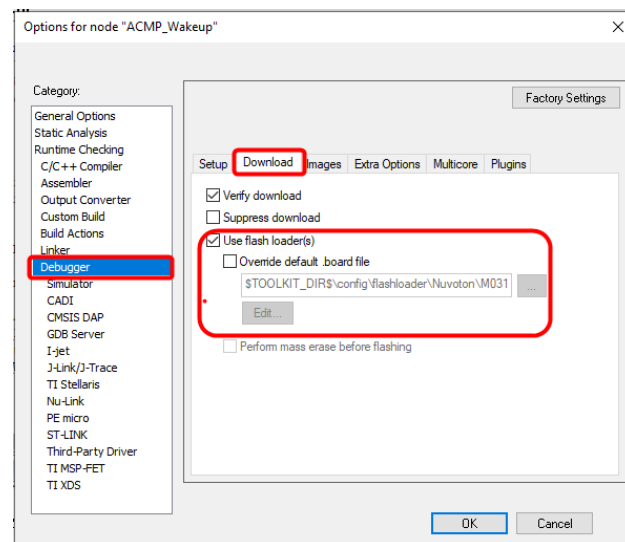 Options for node "ACMP_Wakeup"
Category:
Factory Settings
General Options
Static Analysis
Runtime Checking
C/C++ Compiler
Assembler
Output Converter
Custom Build
Build Actions
Linker
Debugger
Simulator
CADI
CMSIS DAP
GDB Server
I-jet
J-Link/J-Trace
TI Stellaris
Nu-Link
PE micro
ST-LINK
Third-Party Driver
TI MSP-FET
TI XDS
Setup Download Images Extra Options Multicore Plugins
Verify download
Suppress download
Use flash loader(s)
Override default .board file
$TOOLKIT_DIR$\config\flashloader\Nuvoton\M031 ...
Edit...
Perform mass erase before flashing
OK Cancel